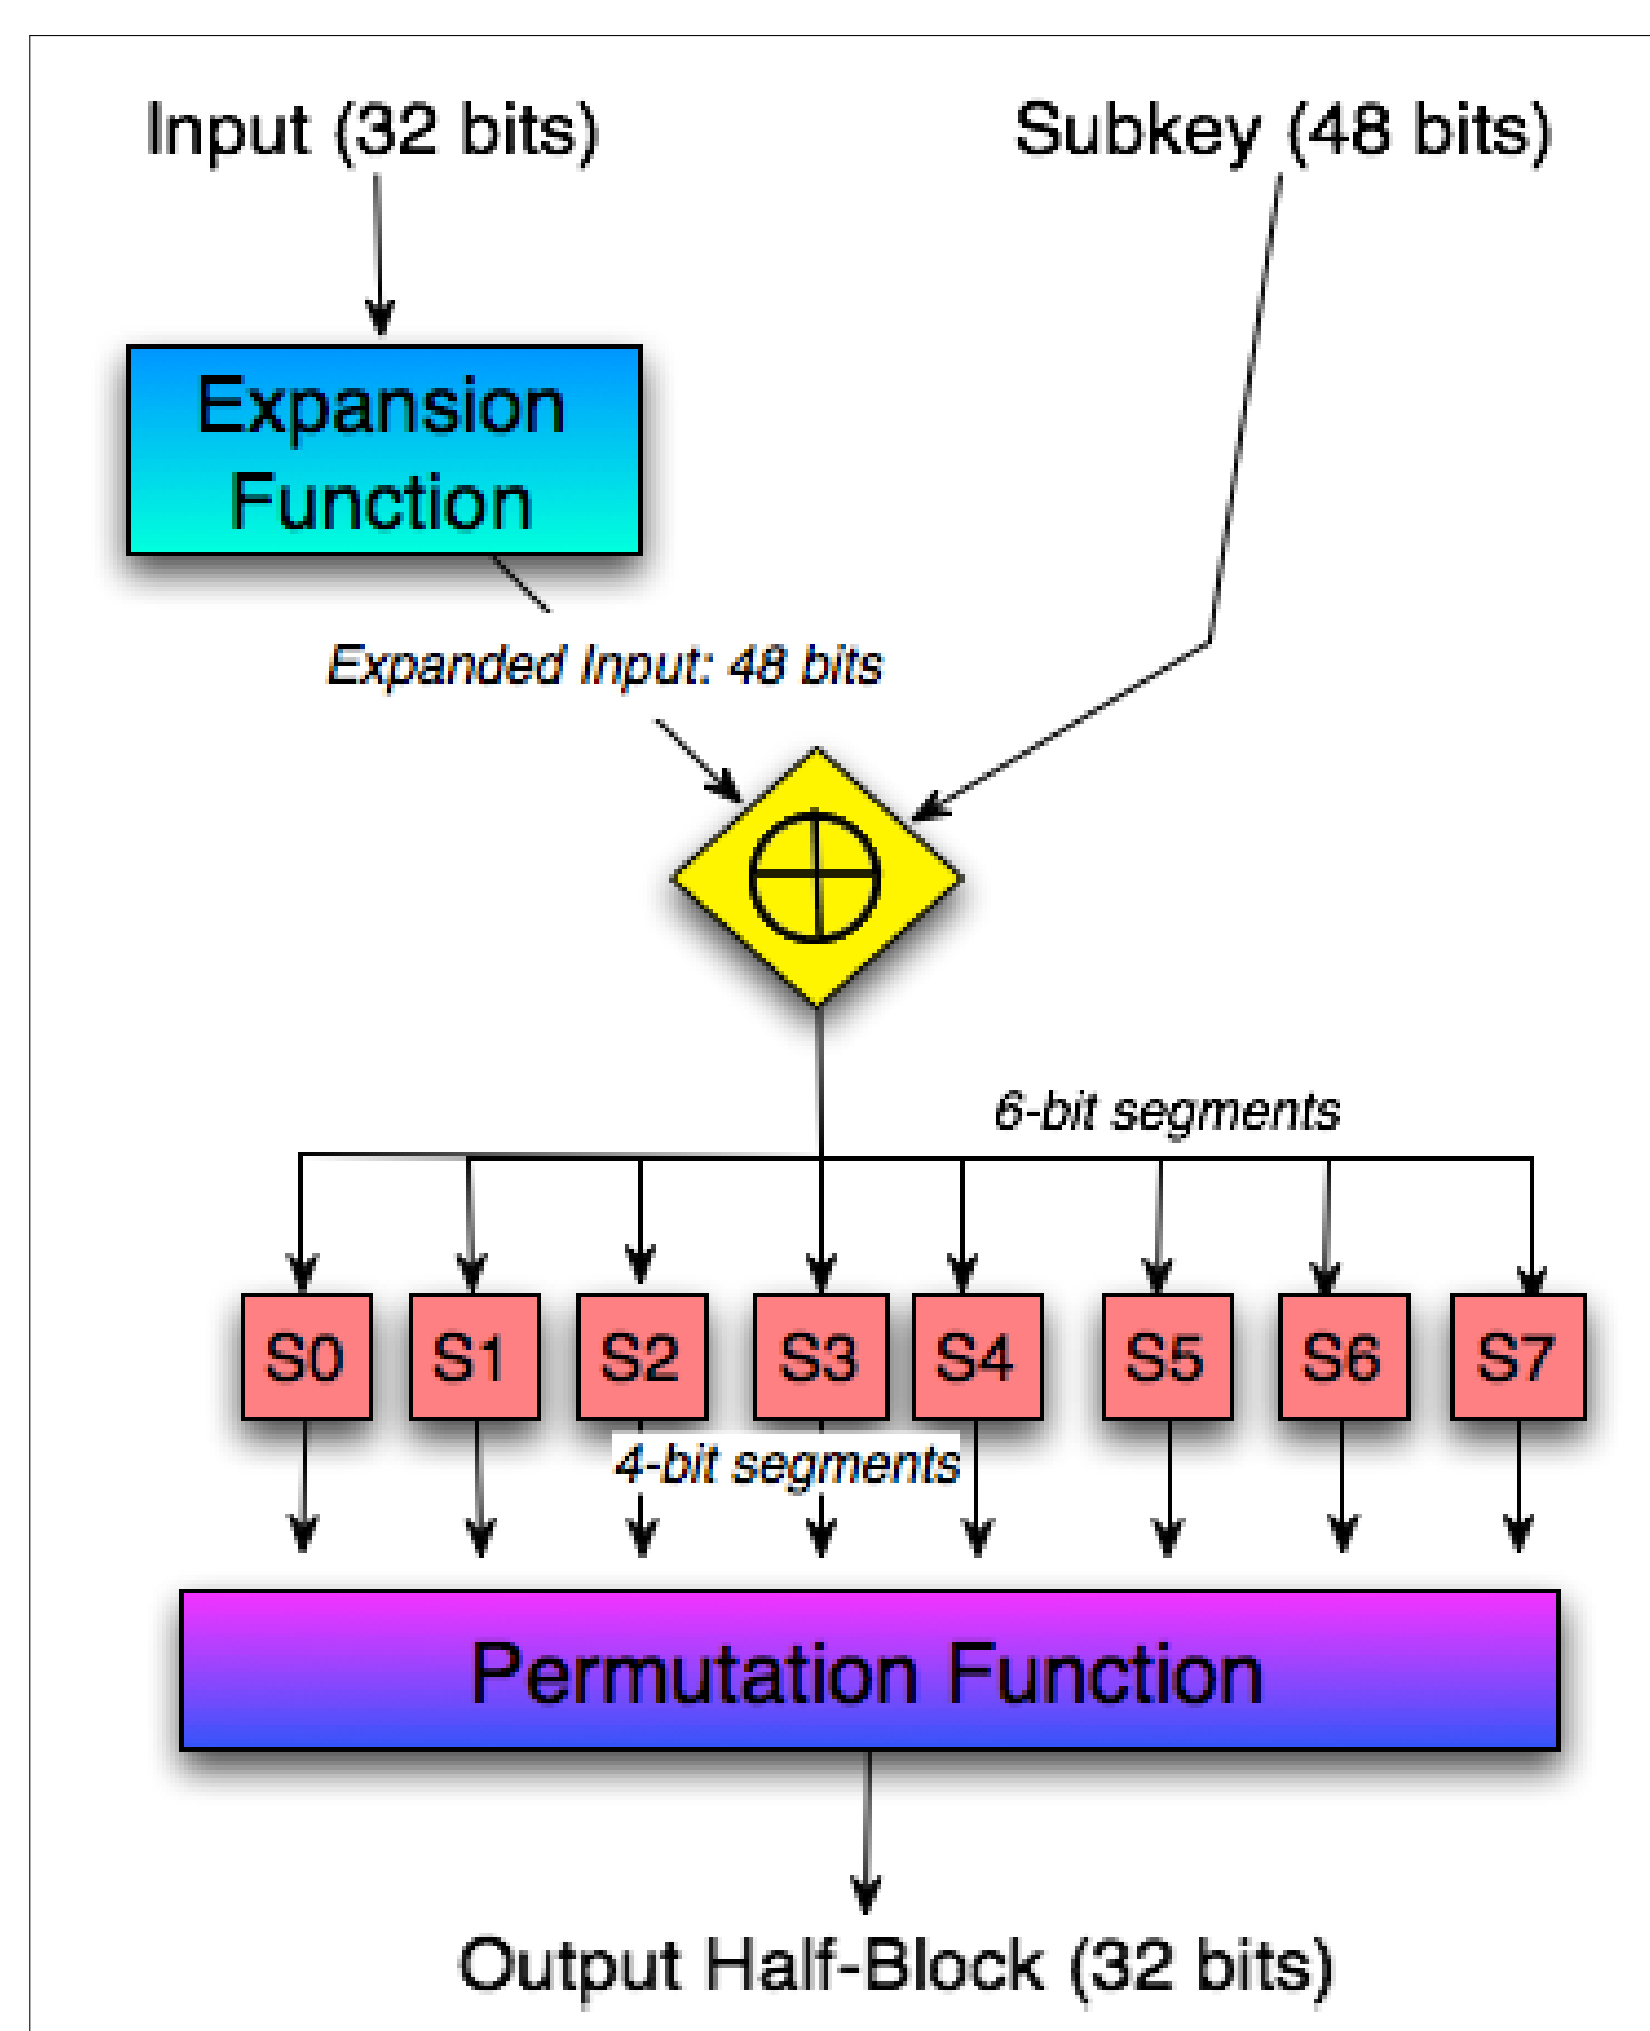 Input (32 bits)
Subkey (48 bits)
Expansion
Function
Expanded Input: 48 bits
6-bit segments
S0 S1 S2 S3 S4 S5 S6 S7
4-bit segments
Permutation Function
Output Half-Block (32 bits)